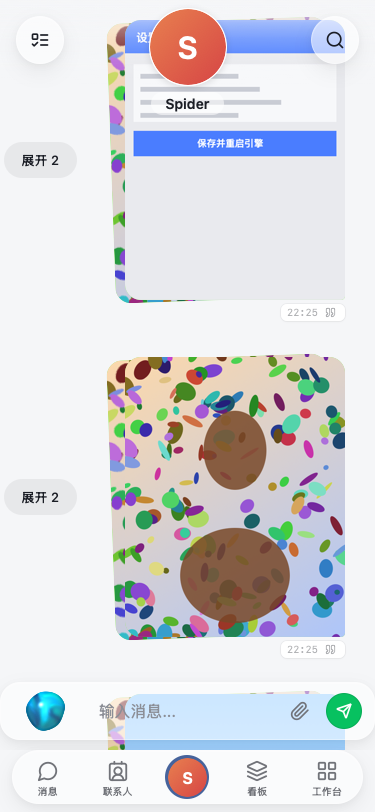 设
S
Spider
保存并重启引擎
展开 2
22:25
展开 2
22:25
输入消息...
消息
联系人
S
看板
工作台